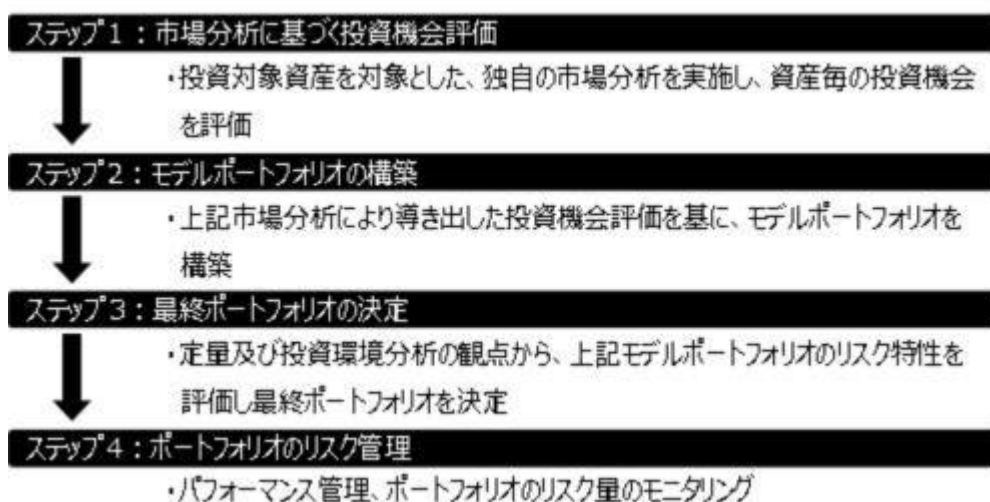 ステップ1：市場分析に基づく投資機会評価
・投資対象資産を対象とした、独自の市場分析を実施し、資産毎の投資機会
を評価
ステップ2：モデルポートフォリオの構築
・上記市場分析により導き出した投資機会評価を基に、モデルポートフォリオを
構築
ステップ3：最終ポートフォリオの決定
・定量及び投資環境分析の観点から、上記モデルポートフォリオのリスク特性を
評価し最終ポートフォリオを決定
ステップ4：ポートフォリオのリスク管理
・パフォーマンス管理、ポートフォリオのリスク量のモニタリング